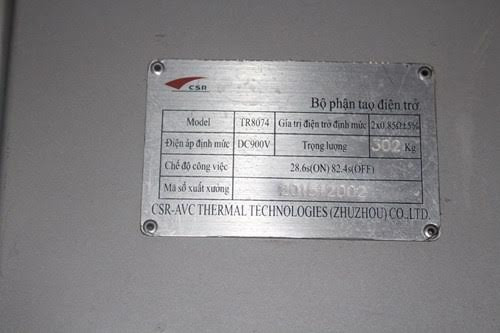 CSR
Bộ phận taọ điện trở
Model TR8074 Gía trị điện trở định mức 2x0.85Ω±5%
Điện áp định mức DC900V Trọng lượng 302 Kg
Chế độ công việc 28.6s(ON) 82.4s(OFF)
Mã số xuất xưởng
CSR-AVC THERMAL TECHNOLOGIES (ZHUZHOU) CO.,LTD.